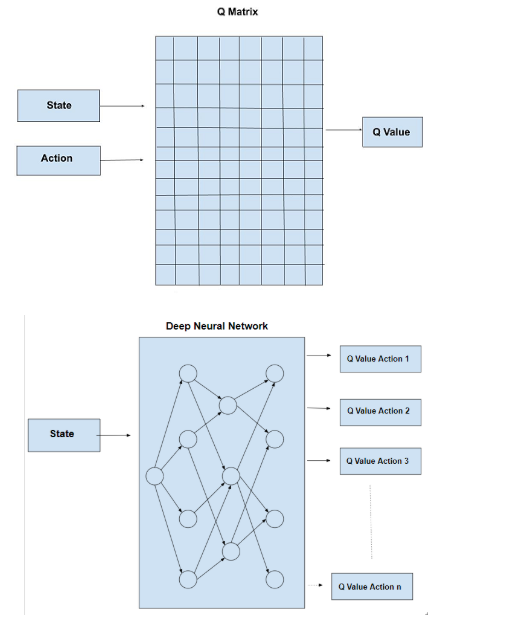 Q Matrix
State
Action
Q Value
Deep Neural Network
State
Q Value Action 1
Q Value Action 2
Q Value Action 3
Q Value Action n